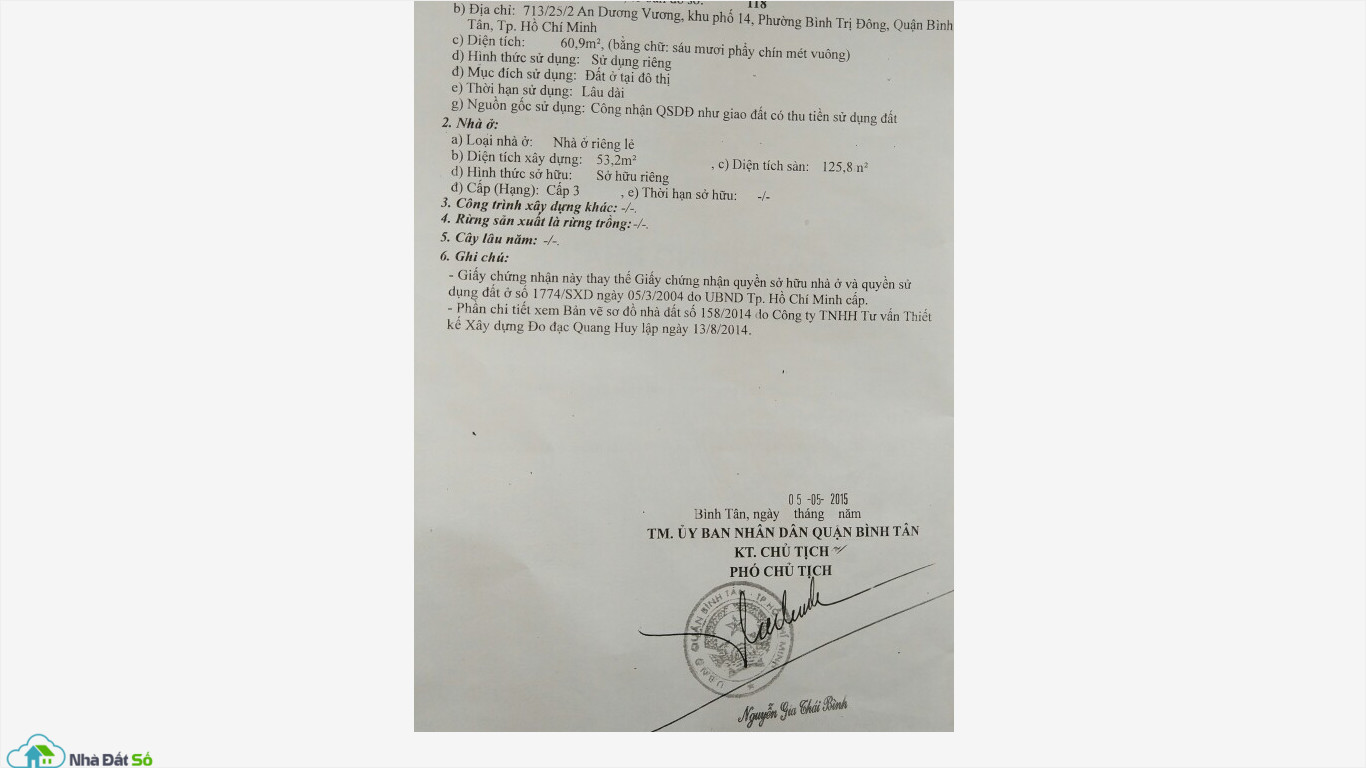 118
b) Địa chỉ: 713/25/2 An Dương Vương, khu phố 14, Phường Bình Trị Đông, Quận Bình
Tân, Tp. Hồ Chí Minh
c) Diện tích: 60,9m², (bằng chữ: sáu mươi phẩy chín mét vuông)
d) Hình thức sử dụng: Sử dụng riêng
đ) Mục đích sử dụng: Đất ở tại đô thị
e) Thời hạn sử dụng: Lâu dài
g) Nguồn gốc sử dụng: Công nhận QSDĐ như giao đất có thu tiền sử dụng đất
2. Nhà ở:
a) Loại nhà ở: Nhà ở riêng lẻ
b) Diện tích xây dựng: 53,2m² , c) Diện tích sàn: 125,8 n²
d) Hình thức sở hữu: Sở hữu riêng
đ) Cấp (Hạng): Cấp 3 , e) Thời hạn sở hữu: -/-
3. Công trình xây dựng khác: -/-.
4. Rừng sản xuất là rừng trồng: -/-.
5. Cây lâu năm: -/-.
6. Ghi chú:
- Giấy chứng nhận này thay thế Giấy chứng nhận quyền sở hữu nhà ở và quyền sử
dụng đất ở số 1774/SXD ngày 05/3/2004 do UBND Tp. Hồ Chí Minh cấp.
- Phần chi tiết xem Bản vẽ sơ đồ nhà đất số 158/2014 do Công ty TNHH Tư vấn Thiết
kế Xây dựng Đo đạc Quang Huy lập ngày 13/8/2014.
05 -05- 2015
Bình Tân, ngày tháng năm
TM. ỦY BAN NHÂN DÂN QUẬN BÌNH TÂN
KT. CHỦ TỊCH
PHÓ CHỦ TỊCH
U.B.N.D QUẬN BÌNH TÂN - TP HỒ CHÍ MINH
Nguyễn Gia Thái Bình
Nhà Đất Số